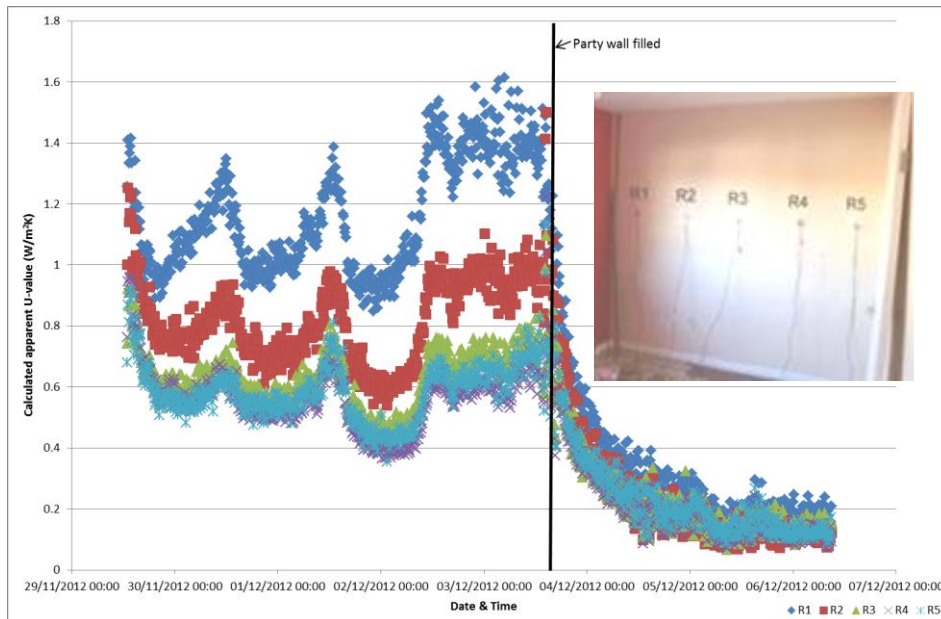 1.8
1.6
1.4
1.2
1
0.8
0.6
0.4
0.2
0
Calculated apparent U-value (W/m²K)
Party wall filled
R1 R2 R3 R4 R5
29/11/2012 00:00 30/11/2012 00:00 01/12/2012 00:00 02/12/2012 00:00 03/12/2012 00:00 04/12/2012 00:00 05/12/2012 00:00 06/12/2012 00:00 07/12/2012 00:00
Date & Time
R1 R2 R3 R4 R5